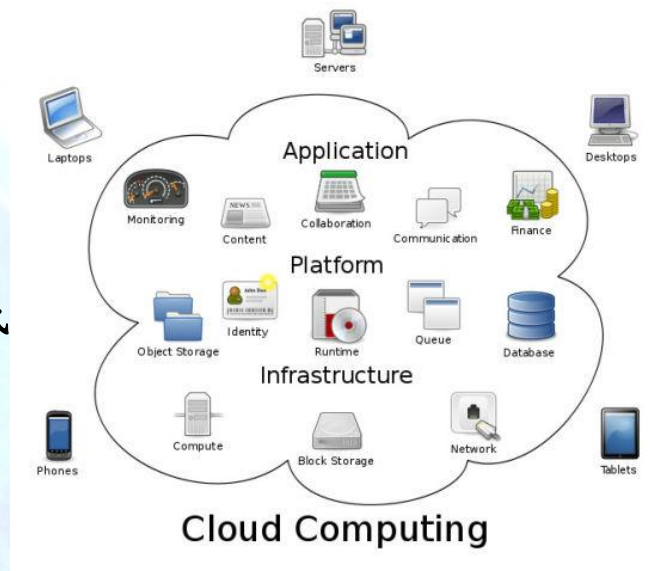 Servers
Laptops
Desktops
Application
Monitoring
NEWS
Content
Collaboration
Communication
Finance
Platform
John Doe
Object Storage
Identity
Runtime
Queue
Database
Infrastructure
Compute
Block Storage
Network
Phones
Tablets
Cloud Computing